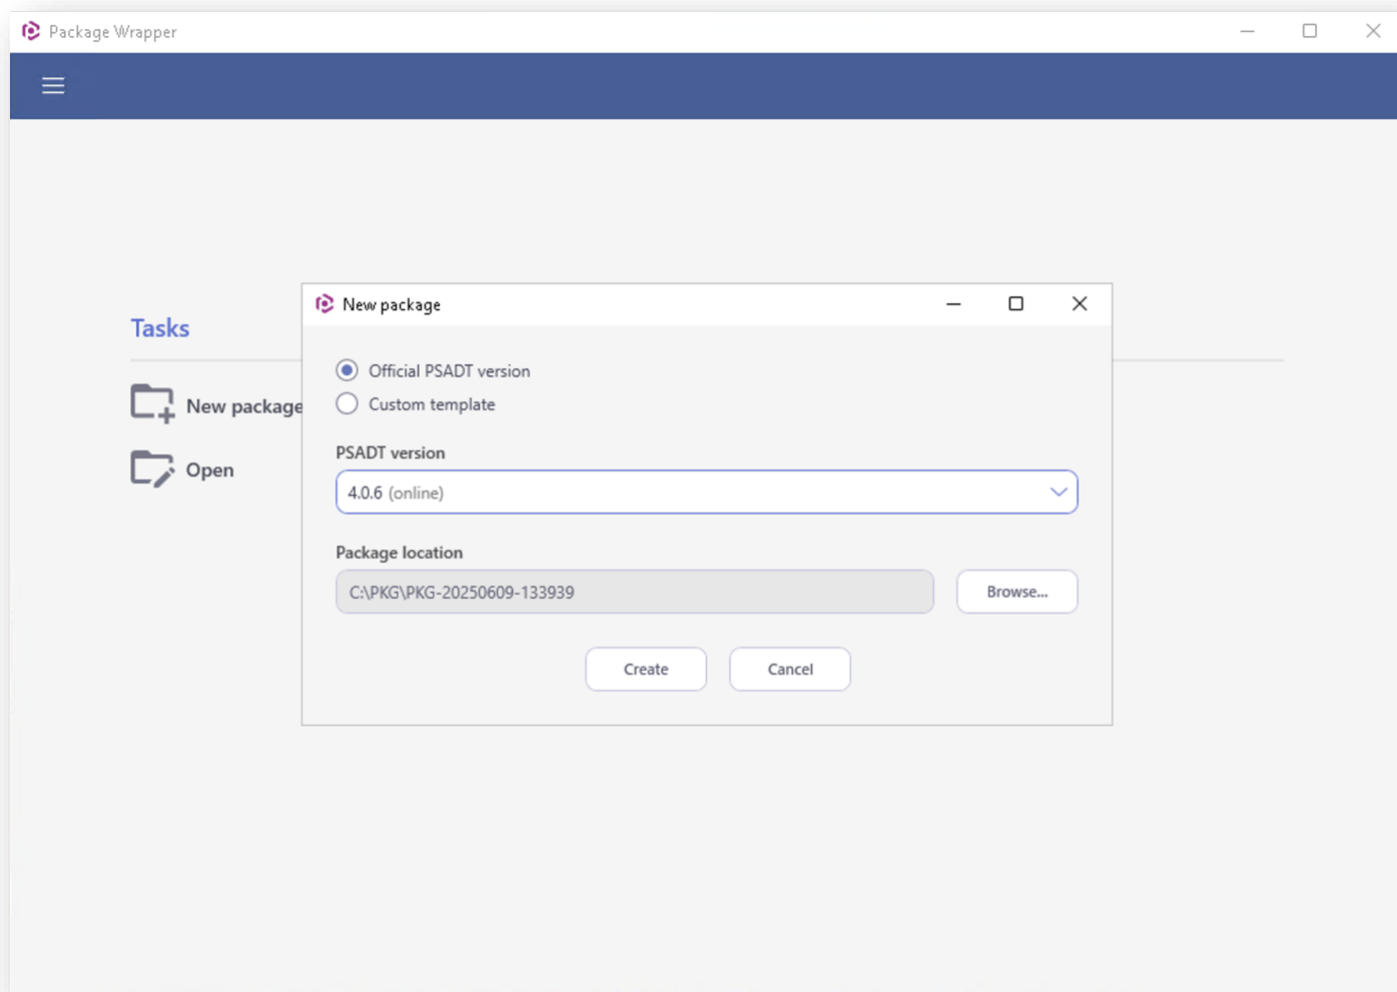 Package Wrapper
New package
Tasks
Official PSADT version
New package
Custom template
Open
PSADT version
4.0.6 (online)
Package location
C:\PKG\PKG-20250609-133939
Browse...
Create
Cancel